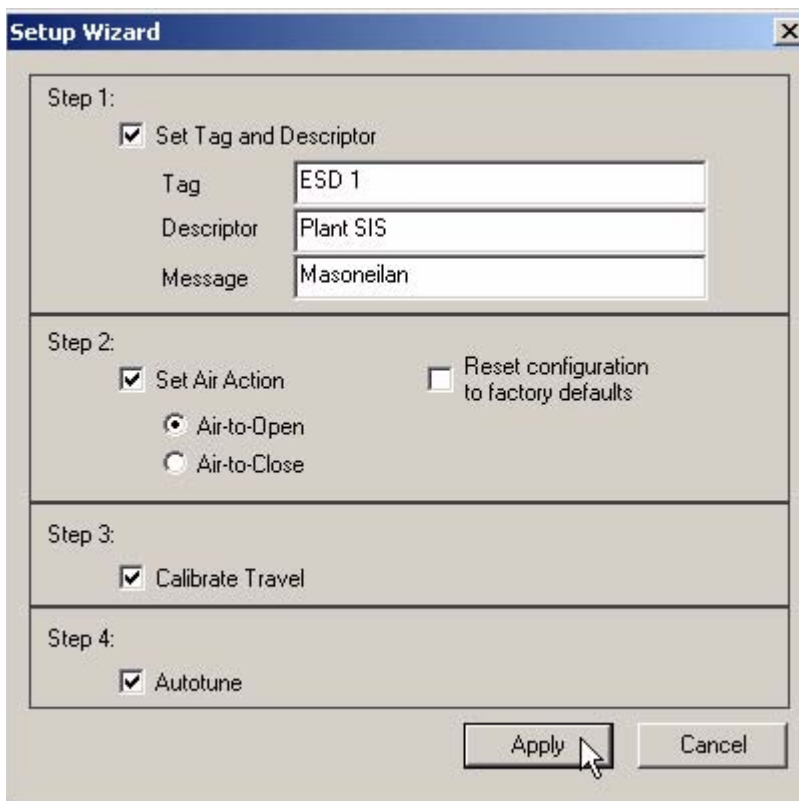 Setup Wizard
Step 1:
Set Tag and Descriptor
Tag
ESD 1
Descriptor
Plant SIS
Message
Masoneilan
Step 2:
Set Air Action
Reset configuration
to factory defaults
Air-to-Open
Air-to-Close
Step 3:
Calibrate Travel
Step 4:
Autotune
Apply
Cancel